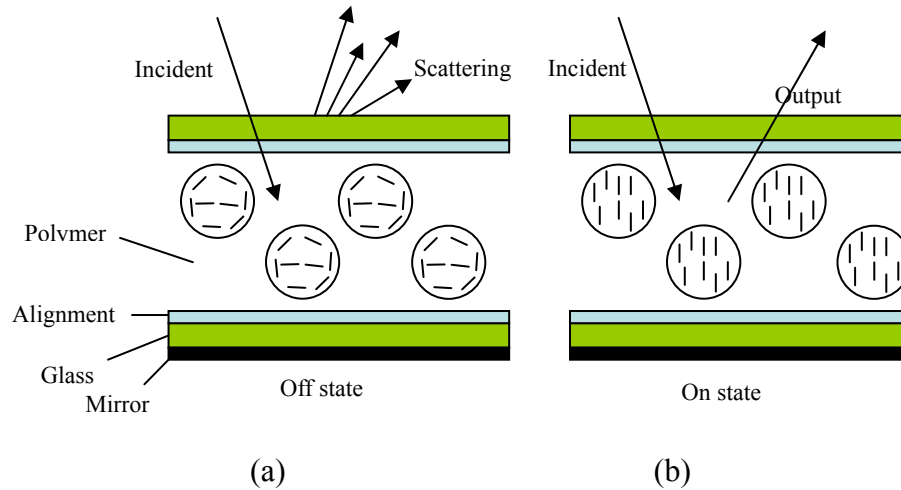 Incident
Scattering
Incident
Output
Polvmer
Alignment
Glass
Mirror
Off state
On state
(a)
(b)